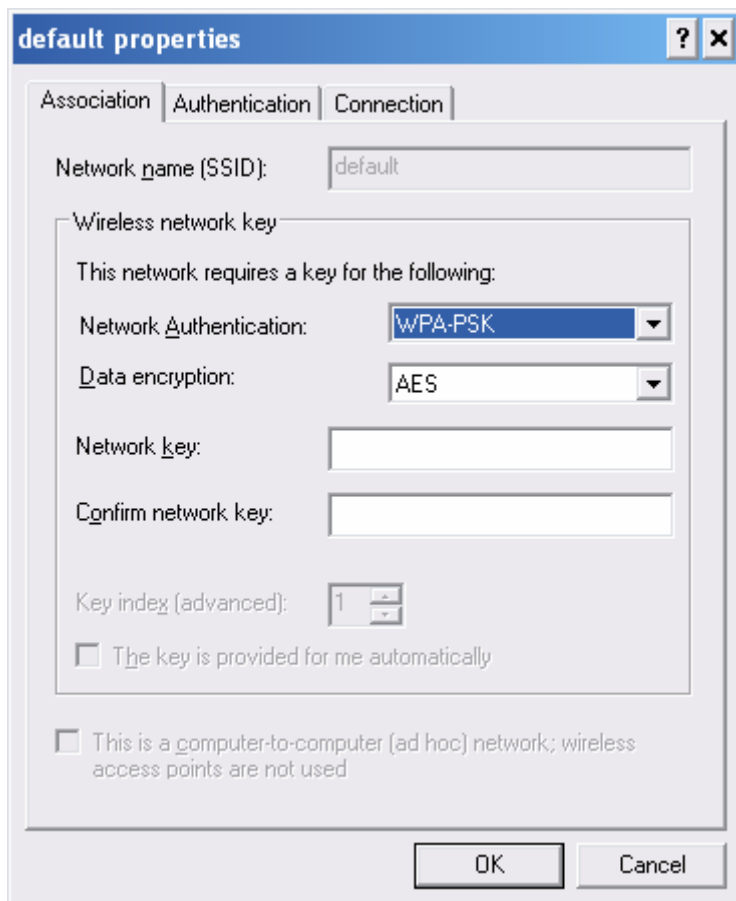 default properties
Association Authentication Connection
Network name (SSID): default
Wireless network key
This network requires a key for the following:
Network Authentication: WPA-PSK
Data encryption: AES
Network key:
Confirm network key:
Key index (advanced): 1
The key is provided for me automatically
This is a computer-to-computer (ad hoc) network; wireless
access points are not used
OK Cancel